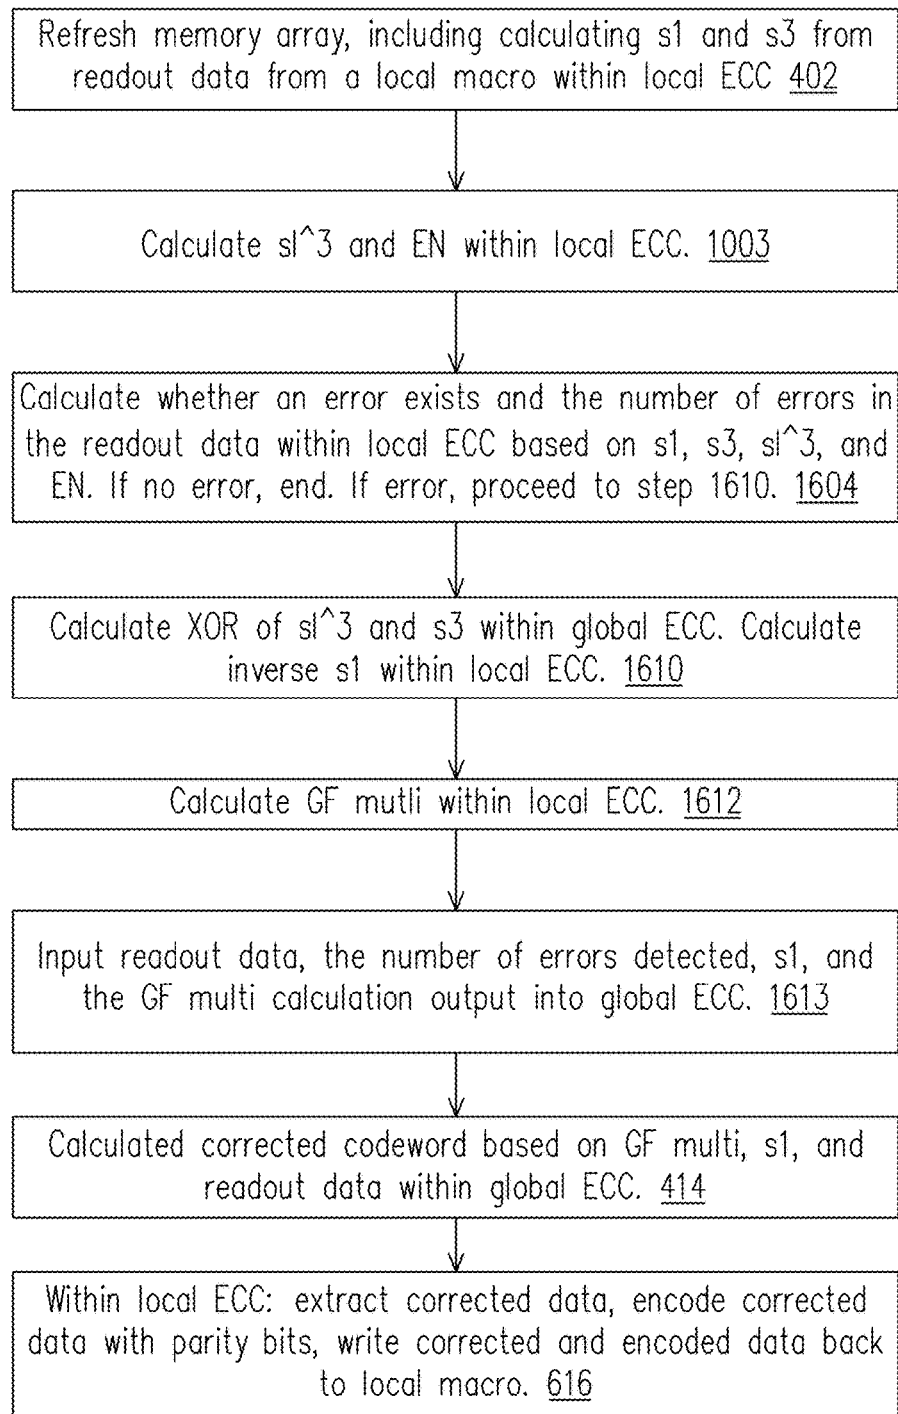 Refresh memory array, including calculating s1 and s3 from
readout data from a local macro within local ECC 402
Calculate sl^3 and EN within local ECC. 1003
Calculate whether an error exists and the number of errors in
the readout data within local ECC based on s1, s3, sl^3, and
EN. If no error, end. If error, proceed to step 1610. 1604
Calculate XOR of sl^3 and s3 within global ECC. Calculate
inverse s1 within local ECC. 1610
Calculate GF mutli within local ECC. 1612
Input readout data, the number of errors detected, s1, and
the GF multi calculation output into global ECC. 1613
Calculated corrected codeword based on GF multi, s1, and
readout data within global ECC. 414
Within local ECC: extract corrected data, encode corrected
data with parity bits, write corrected and encoded data back
to local macro. 616